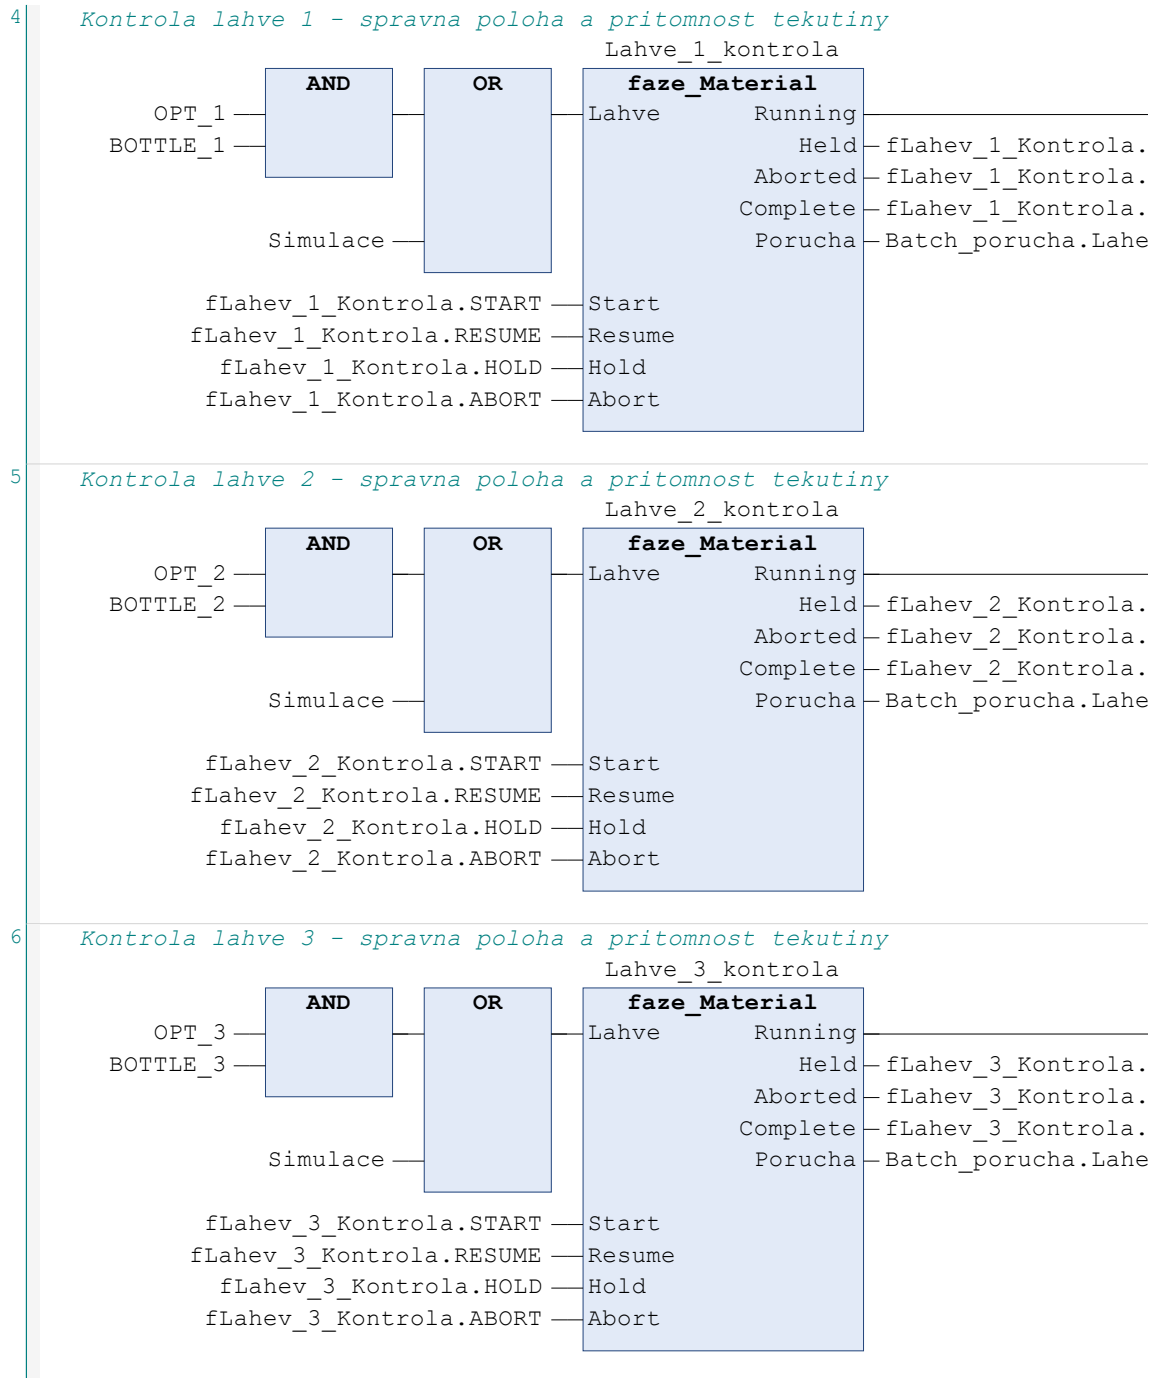 4 Kontrola lahve 1 - spravna poloha a pritomnost tekutiny
Lahve_1_kontrola
AND OR faze_Material
OPT_1 Lahve Running
BOTTLE_1 Held fLahev_1_Kontrola.
Aborted fLahev_1_Kontrola.
Complete fLahev_1_Kontrola.
Simulace Porucha Batch_porucha.Lahe
fLahev_1_Kontrola.START Start
fLahev_1_Kontrola.RESUME Resume
fLahev_1_Kontrola.HOLD Hold
fLahev_1_Kontrola.ABORT Abort
5 Kontrola lahve 2 - spravna poloha a pritomnost tekutiny
Lahve_2_kontrola
AND OR faze_Material
OPT_2 Lahve Running
BOTTLE_2 Held fLahev_2_Kontrola.
Aborted fLahev_2_Kontrola.
Complete fLahev_2_Kontrola.
Simulace Porucha Batch_porucha.Lahe
fLahev_2_Kontrola.START Start
fLahev_2_Kontrola.RESUME Resume
fLahev_2_Kontrola.HOLD Hold
fLahev_2_Kontrola.ABORT Abort
6 Kontrola lahve 3 - spravna poloha a pritomnost tekutiny
Lahve_3_kontrola
AND OR faze_Material
OPT_3 Lahve Running
BOTTLE_3 Held fLahev_3_Kontrola.
Aborted fLahev_3_Kontrola.
Complete fLahev_3_Kontrola.
Simulace Porucha Batch_porucha.Lahe
fLahev_3_Kontrola.START Start
fLahev_3_Kontrola.RESUME Resume
fLahev_3_Kontrola.HOLD Hold
fLahev_3_Kontrola.ABORT Abort